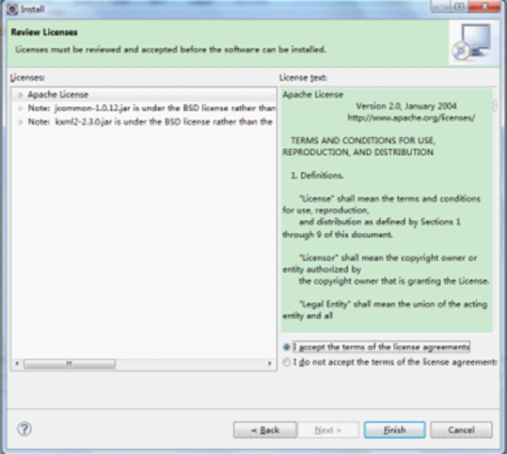 Install
Review Licenses
Licenses must be reviewed and accepted before the software can be installed.
Licenses:
Apache License
Note: jcommon-1.0.12.jar is under the BSD license rather than
Note: kxml2-2.3.0.jar is under the BSD license rather than the
License text:
Apache License
Version 2.0, January 2004
http://www.apache.org/licenses/
TERMS AND CONDITIONS FOR USE,
REPRODUCTION, AND DISTRIBUTION
1. Definitions.
"License" shall mean the terms and conditions
for use, reproduction,
and distribution as defined by Sections 1
through 9 of this document.
"Licensor" shall mean the copyright owner or
entity authorized by
the copyright owner that is granting the License.
"Legal Entity" shall mean the union of the acting
entity and all
I accept the terms of the license agreements
I do not accept the terms of the license agreements
< Back
Next >
Finish
Cancel